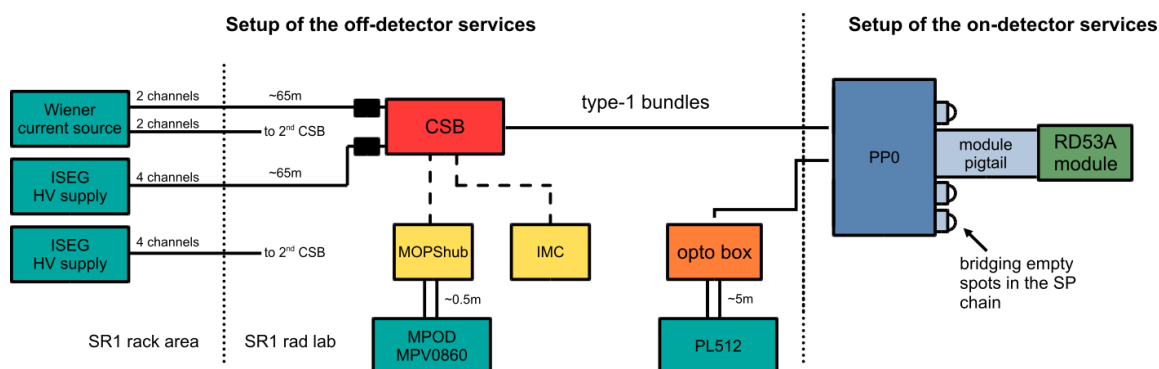 Setup of the off-detector services
Setup of the on-detector services
Wiener
current source
2 channels
~65m
2 channels
to 2nd CSB
CSB
type-1 bundles
PP0
module
pigtail
RD53A
module
ISEG
HV supply
4 channels
~65m
ISEG
HV supply
4 channels
to 2nd CSB
MOPShub
IMC
opto box
bridging empty
spots in the SP
chain
~0.5m
~5m
SR1 rack area
SR1 rad lab
MPOD
MPV0860
PL512